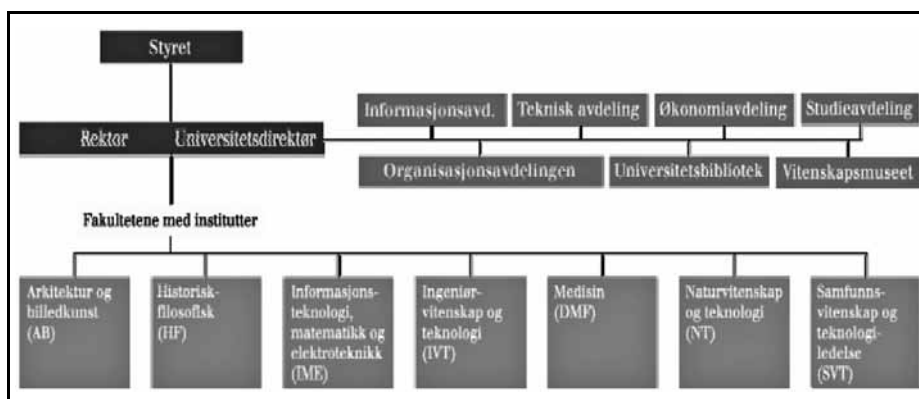 Styret
Informasjonsavd.
Teknisk avdeling
Økonomiavdeling
Studieavdeling
Rektor
Universitetsdirektør
Organisasjonsavdelingen
Universitetsbibliotek
Vitenskapsmuseet
Fakultetene med institutter
Arkitektur og
billedkunst
(AB)
Historisk-
filosofisk
(HF)
Informasjons-
teknologi,
matematikk og
elektroteknikk
(IME)
Ingeniør-
vitenskap og
teknologi
(IVT)
Medisin
(DMF)
Naturvitenskap
og teknologi
(NT)
Samfunns-
vitenskap og
teknologi-
ledelse
(SVT)